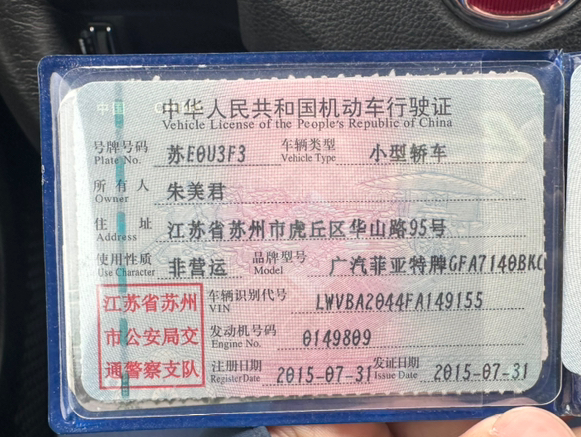 中华人民共和国机动车行驶证
Vehicle License of the People's Republic of China
号牌号码 苏E0U3F3 车辆类型 小型轿车
Plate No. Vehicle Type
所有人 朱美君
Owner
住址 江苏省苏州市虎丘区华山路95号
Address
使用性质 非营运 品牌型号 广汽菲亚特牌GFA7140BK
Use Character Model
江苏省苏州
市公安局交
通警察支队
车辆识别代号 LWVBA2044FA149155
VIN
发动机号码 0149809
Engine No.
注册日期 2015-07-31 发证日期 2015-07-31
Register Date Issue Date